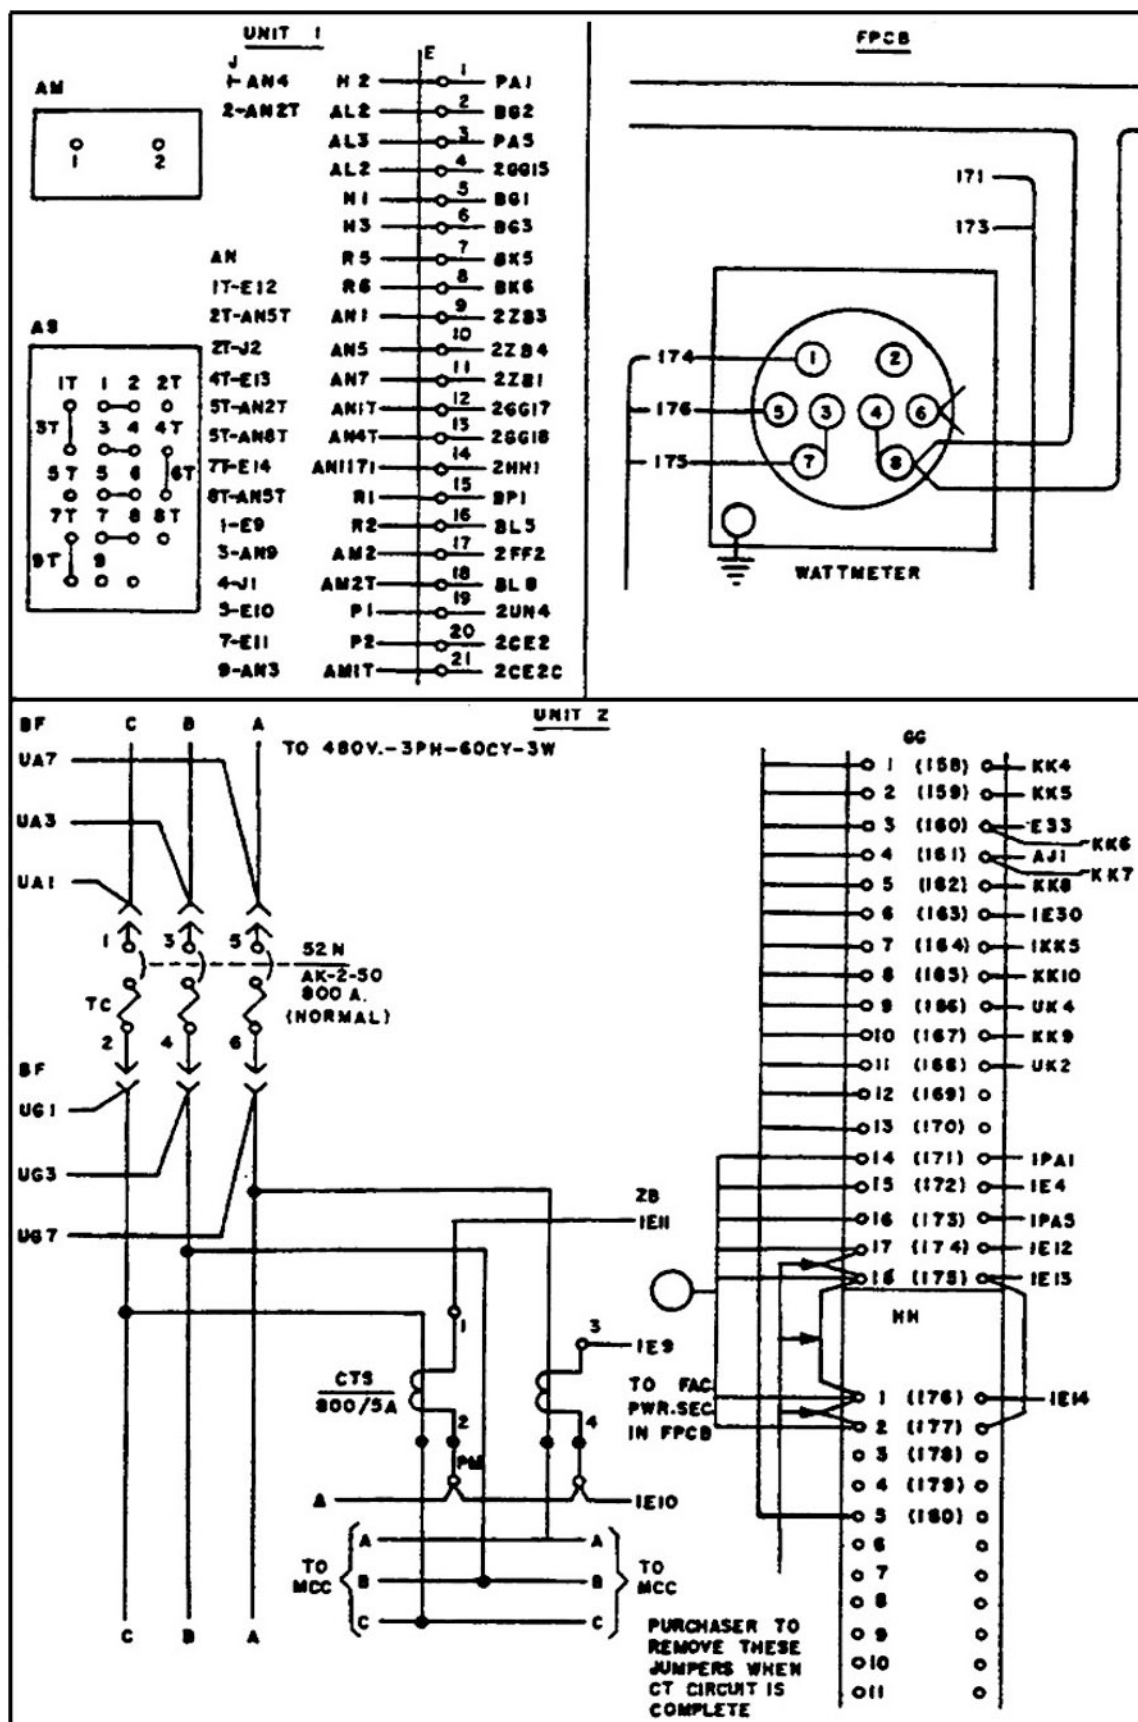 UNIT 1
J
E
1-AN4 H2 1 PA1
2-AN2T AL2 2 BG2
AL3 3 PA5
AL2 4 2GG15
H1 5 BG1
H3 6 BG3
AN R5 7 BK5
1T-E12 R6 8 BK6
2T-AN5T AN1 9 2ZB3
2T-J2 AN5 10 2ZB4
4T-E13 AN7 11 2ZB1
5T-AN2T AN1T 12 2GG17
5T-AN8T AN4T 13 2GG18
7T-E14 14 2HH1
8T-AN5T R1 15 BP1
1-E9 R2 16 BL5
3-AN9 AM2 17 2FF2
4-J1 AM2T 18 BL8
5-E10 P1 19 2UN4
7-E11 P2 20 2CE2
9-AN3 AM1T 21 2CE2C
AM
1 2
AS
1T 1 2 2T
3T 3 4 4T
5T 5 6 6T
7T 7 8 8T
9T 9
FPCB
171
173
174 1 2
176 5 3 4 6
175 7 8
WATTMETER
UNIT 2
BF C B A
TO 480V.-3PH-60CY-3W
UA7
UA3
UA1
1 3 5
52N
AK-2-50
800 A.
(NORMAL)
TC
2 4 6
BF
UG1
UG3
UG7
ZB
1E11
1
3
1E9
CTS
800/5A
2 4
PM
A 1E10
TO MCC
A A
B B
C C
TO MCC
C B A
TO FAC
PWR.SEC
IN FPCB
PURCHASER TO
REMOVE THESE
JUMPERS WHEN
CT CIRCUIT IS
COMPLETE
GG
1 (158) KK4
2 (159) KK5
3 (160) E33
KK6
4 (161) AJ1
KK7
5 (162) KK8
6 (163) 1E30
7 (164) 1KK5
8 (165) KK10
9 (166) UK4
10 (167) KK9
11 (168) UK2
12 (169)
13 (170)
14 (171) 1PA1
15 (172) 1E4
16 (173) 1PA5
17 (174) 1E12
18 (175) 1E13
HH
1 (176) 1E14
2 (177)
3 (178)
4 (179)
5 (180)
6
7
8
9
10
11